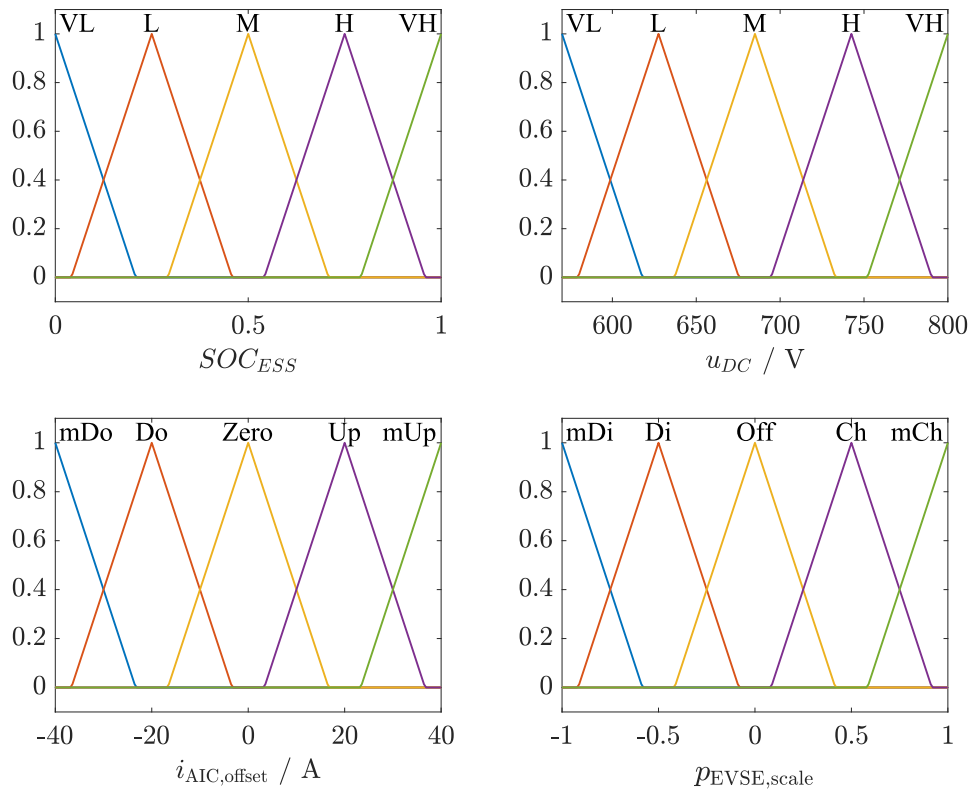 VL L M H VH
1
0.8
0.6
0.4
0.2
0
0 0.5 1
SOC_ESS
VL L M H VH
1
0.8
0.6
0.4
0.2
0
600 650 700 750 800
u_DC / V
mDo Do Zero Up mUp
1
0.8
0.6
0.4
0.2
0
-40 -20 0 20 40
i_AIC,offset / A
mDi Di Off Ch mCh
1
0.8
0.6
0.4
0.2
0
-1 -0.5 0 0.5 1
p_EVSE,scale